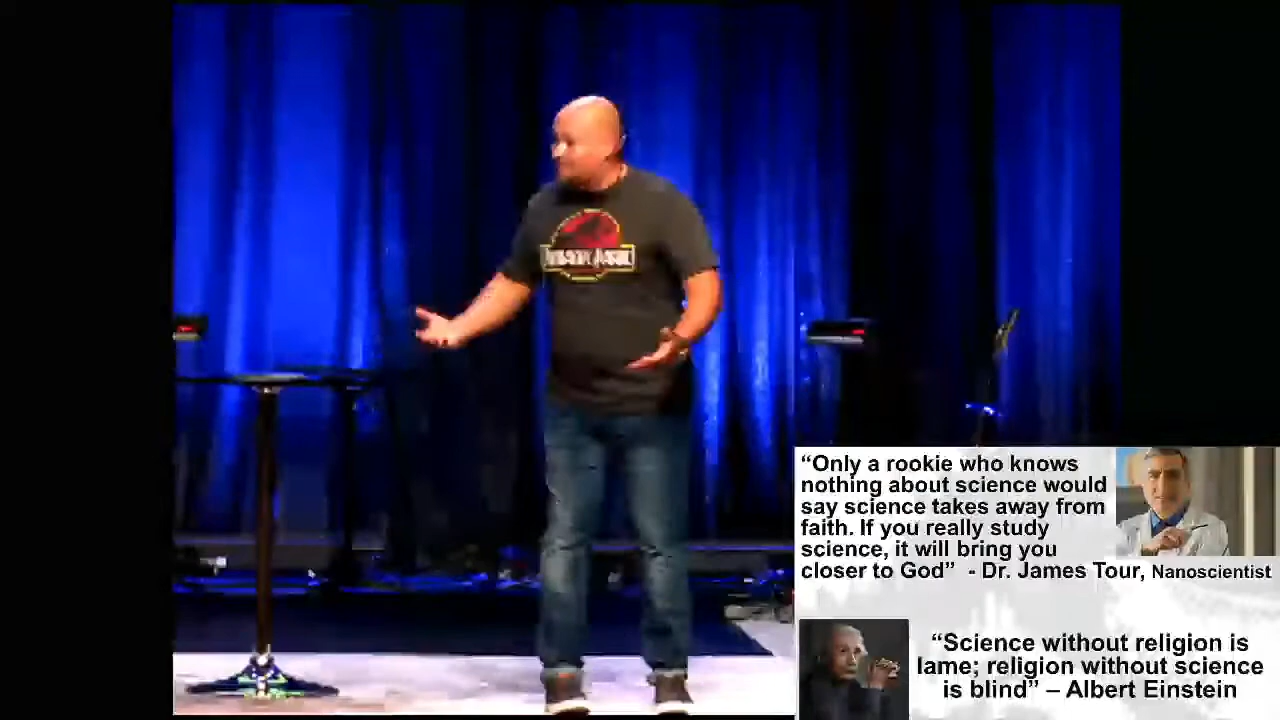 “Only a rookie who knows
nothing about science would
say science takes away from
faith. If you really study
science, it will bring you
closer to God”  - Dr. James Tour, Nanoscientist
“Science without religion is
lame; religion without science
is blind” – Albert Einstein